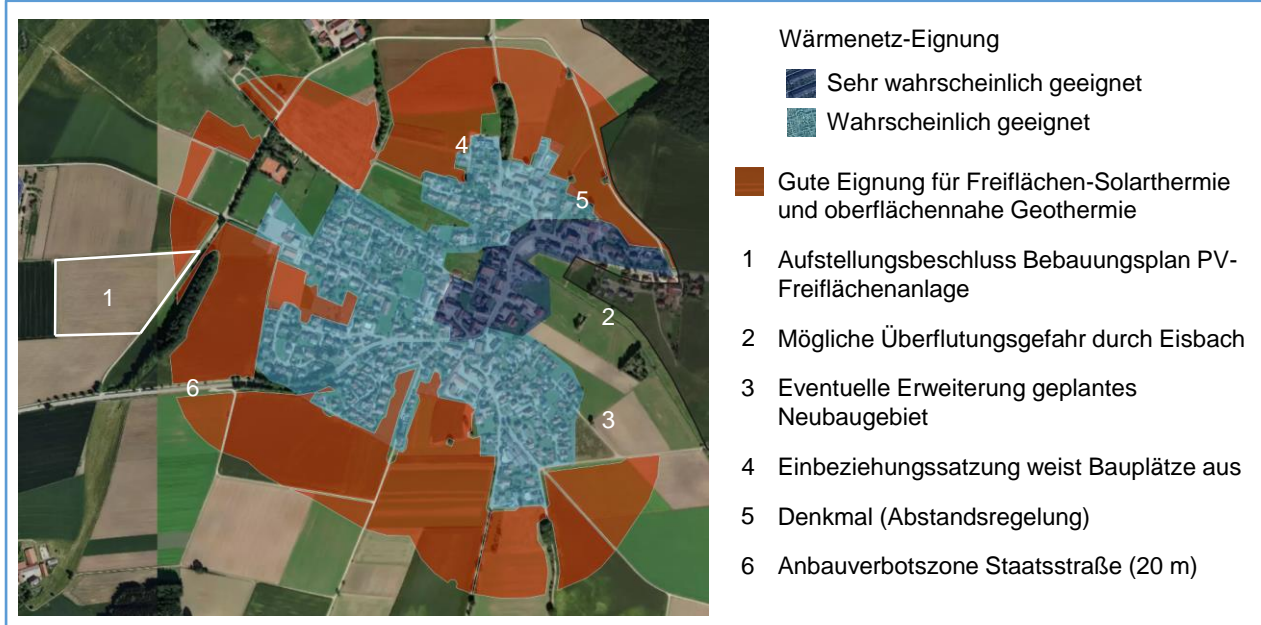 Wärmenetz-Eignung
Sehr wahrscheinlich geeignet
Wahrscheinlich geeignet
Gute Eignung für Freiflächen-Solarthermie
und oberflächennahe Geothermie
1 Aufstellungsbeschluss Bebauungsplan PV-
Freiflächenanlage
2 Mögliche Überflutungsgefahr durch Eisbach
3 Eventuelle Erweiterung geplantes
Neubaugebiet
4 Einbeziehungssatzung weist Bauplätze aus
5 Denkmal (Abstandsregelung)
6 Anbauverbotszone Staatsstraße (20 m)
4
5
1
2
6
3